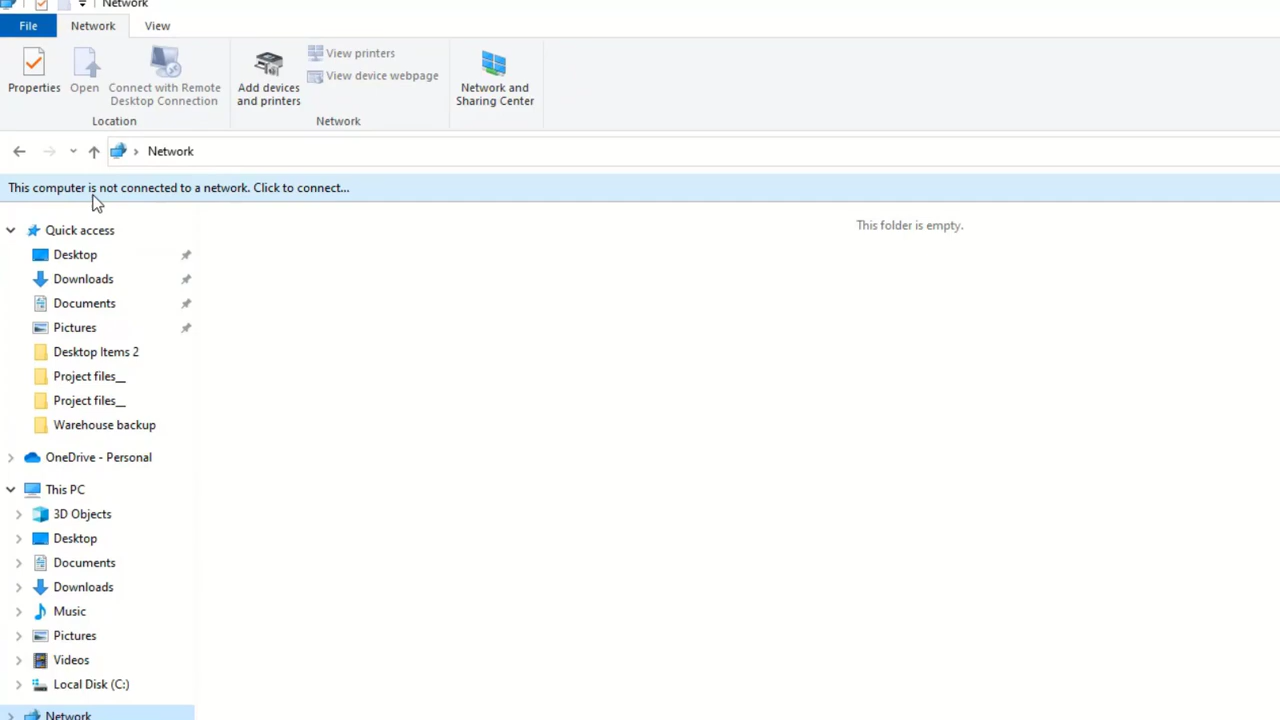 Network
File
Network
View
Properties
Open
Connect with Remote
Desktop Connection
Location
Add devices
and printers
View printers
View device webpage
Network
Network and
Sharing Center
Network
This computer is not connected to a network. Click to connect...
This folder is empty.
Quick access
Desktop
Downloads
Documents
Pictures
Desktop Items 2
Project files__
Project files__
Warehouse backup
OneDrive - Personal
This PC
3D Objects
Desktop
Documents
Downloads
Music
Pictures
Videos
Local Disk (C:)
Network